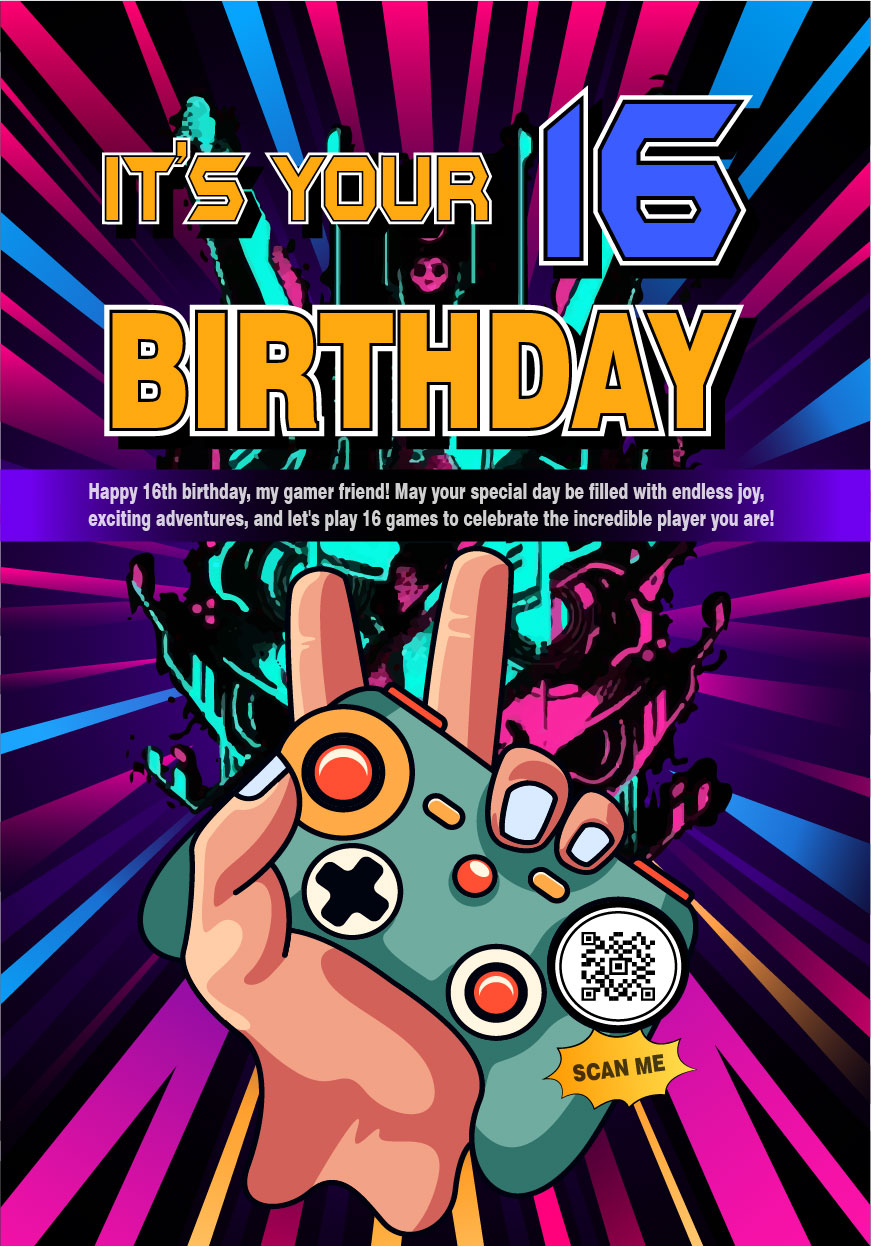 IT'S YOUR 16
BIRTHDAY
Happy 16th birthday, my gamer friend! May your special day be filled with endless joy,
exciting adventures, and let's play 16 games to celebrate the incredible player you are!
SCAN ME